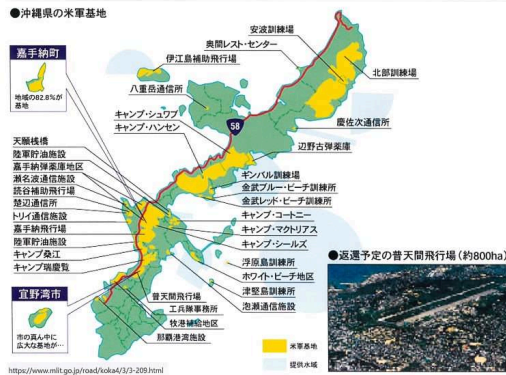 ●沖縄県の米軍基地
嘉手納町
地域の82.8%が
基地
伊江島補助飛行場
八重岳通信所
奥間レスト・センター
安波訓練場
北部訓練場
慶佐次通信所
キャンプ・シュワブ
キャンプ・ハンセン
58
辺野古弾薬庫
ギンバル訓練場
金武ブルー・ビーチ訓練所
金武レッド・ビーチ訓練所
キャンプ・コートニー
キャンプ・マクトリアス
キャンプ・シールズ
浮原島訓練所
ホワイト・ビーチ地区
津堅島訓練所
泡瀬通信施設
天願桟橋
陸軍貯油施設
嘉手納弾薬庫地区
瀬名波通信施設
読谷補助飛行場
楚辺通信所
トリイ通信施設
嘉手納飛行場
陸軍貯油施設
キャンプ桑江
キャンプ瑞慶覧
宜野湾市
市の真ん中に
広大な基地が…
普天間飛行場
工兵隊事務所
牧港補給地区
那覇港湾施設
米軍基地
提供水域
●返還予定の普天間飛行場(約800ha)
https://www.mlit.go.jp/road/koka4/3/3-209.html